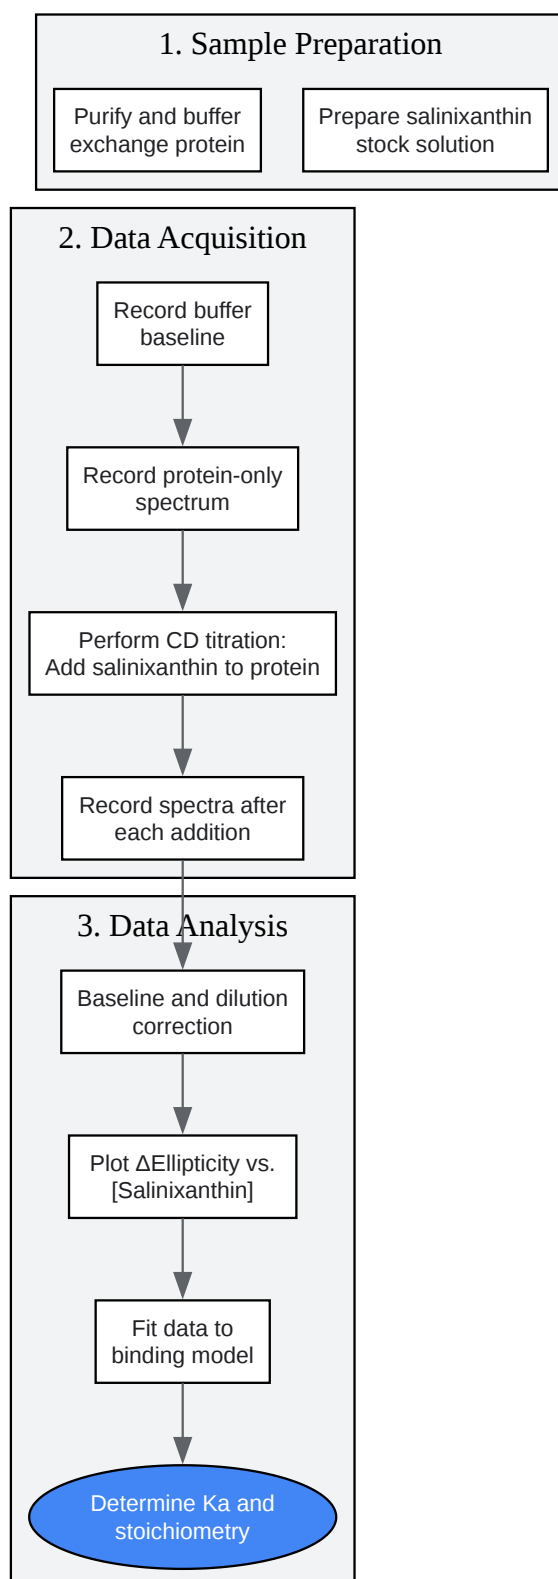 1. Sample Preparation
Purify and buffer
exchange protein
Prepare salinixanthin
stock solution
2. Data Acquisition
Record buffer
baseline
Record protein-only
spectrum
Perform CD titration:
Add salinixanthin to protein
Record spectra after
each addition
3. Data Analysis
Baseline and dilution
correction
Plot ΔEllipticity vs.
[Salinixanthin]
Fit data to
binding model
Determine Ka and
stoichiometry